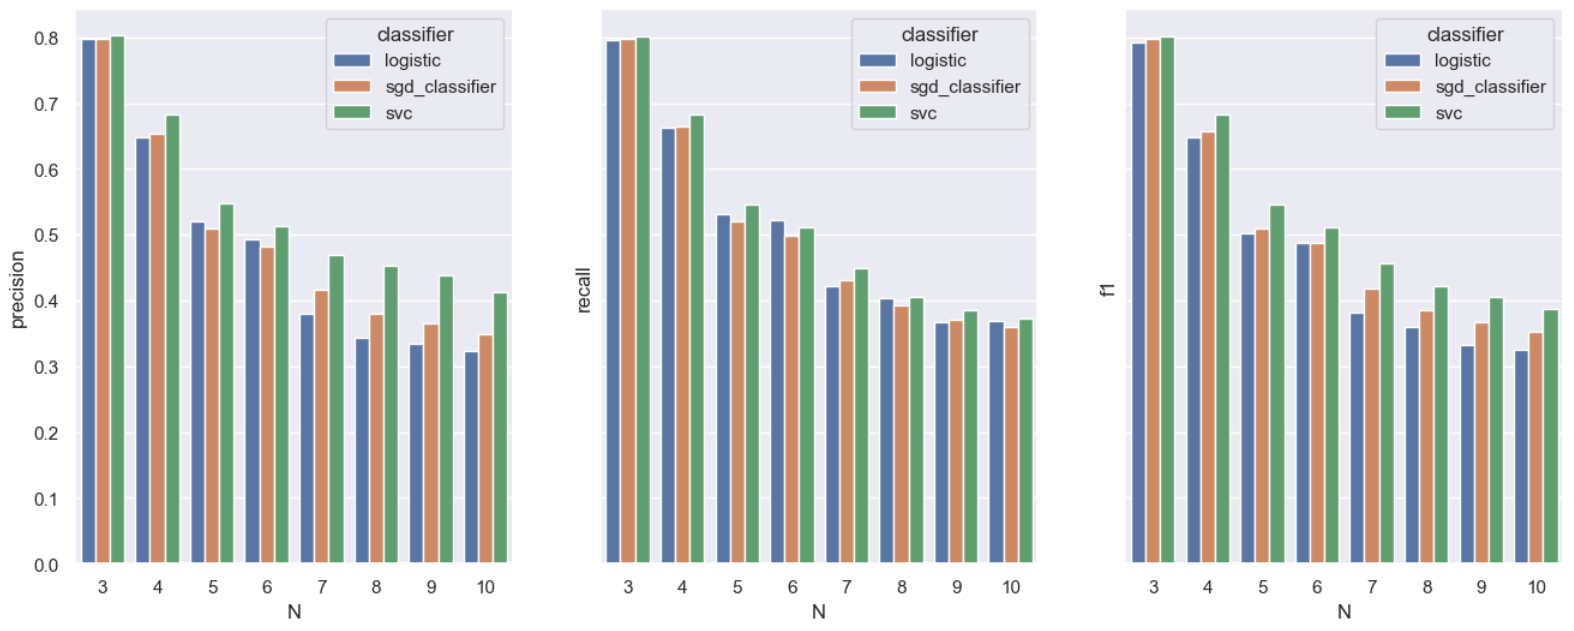 precision
0.8
0.7
0.6
0.5
0.4
0.3
0.2
0.1
0.0
classifier
logistic
sgd_classifier
svc
3 4 5 6 7 8 9 10
N
recall
classifier
logistic
sgd_classifier
svc
3 4 5 6 7 8 9 10
N
f1
classifier
logistic
sgd_classifier
svc
3 4 5 6 7 8 9 10
N